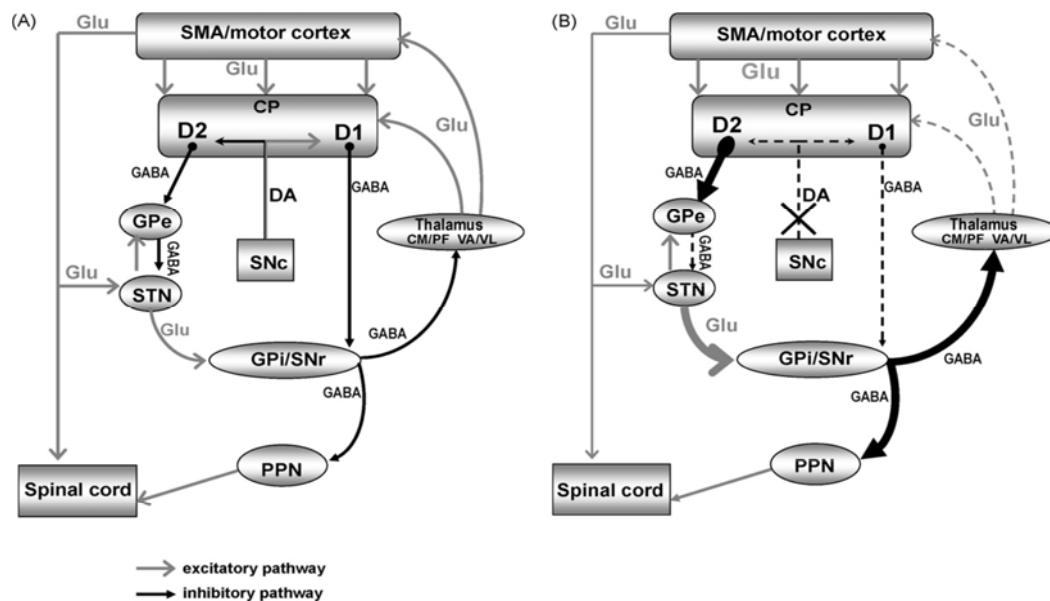 (A)
Glu
SMA/motor cortex
Glu
CP
D2
D1
Glu
GABA
GABA
DA
GPe
Thalamus
CM/PF VA/VL
GABA
SNc
Glu
STN
Glu
GABA
GPi/SNr
GABA
PPN
Spinal cord
excitatory pathway
inhibitory pathway
(B)
Glu
SMA/motor cortex
Glu
CP
D2
D1
Glu
GABA
GABA
DA
GPe
Thalamus
CM/PF VA/VL
GABA
SNc
Glu
STN
Glu
GPi/SNr
GABA
GABA
PPN
Spinal cord